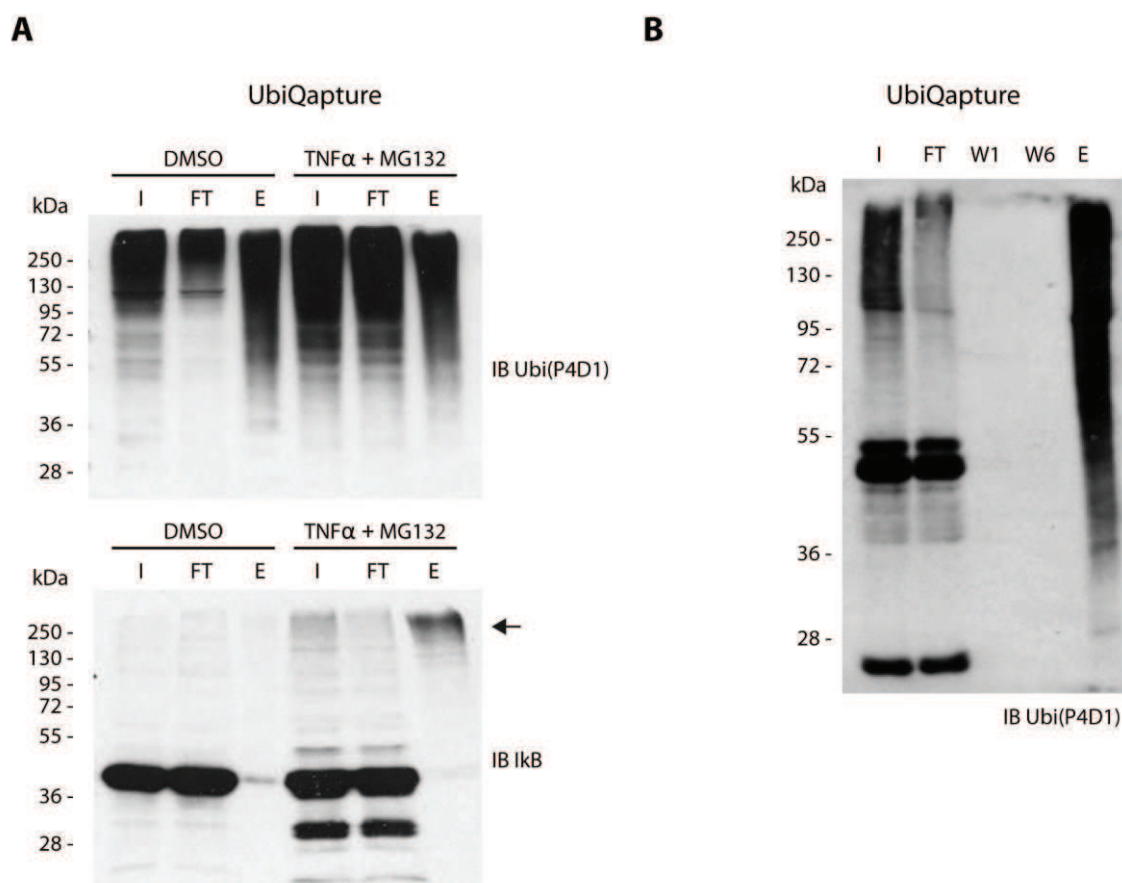 A
UbiQapture
DMSO TNFα + MG132
I FT E I FT E
kDa
250 -
130 -
95 -
72 -
55 -
36 -
28 -
IB Ubi(P4D1)
DMSO TNFα + MG132
I FT E I FT E
kDa
250 -
130 -
95 -
72 -
55 -
36 -
28 -
IB IkB
B
UbiQapture
I FT W1 W6 E
kDa
250 -
130 -
95 -
72 -
55 -
36 -
28 -
IB Ubi(P4D1)